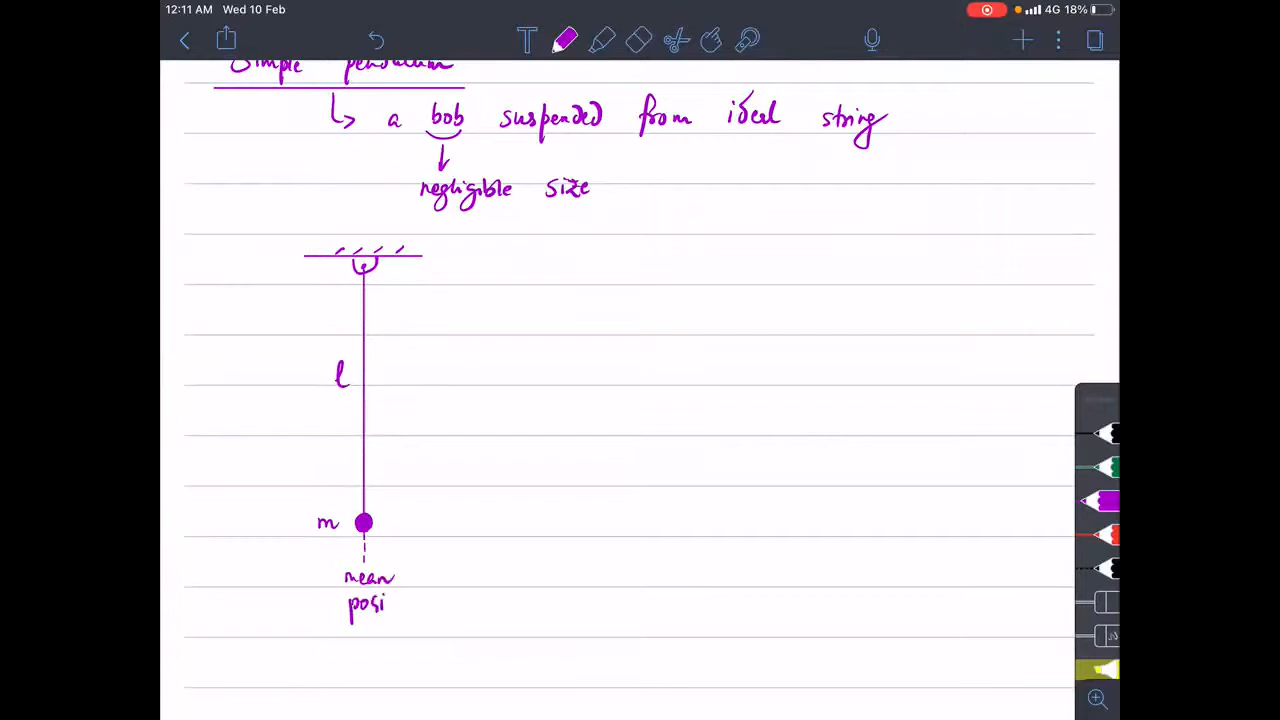 12:11 AM Wed 10 Feb
4G 18%
Simple pendulum
↳ a bob suspended from ideal string
negligible size
l
m
mean
posi